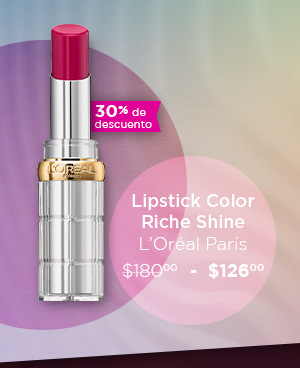 30% de
descuento
L'ORÉAL
Lipstick Color
Riche Shine
L'Oréal París
$180⁰⁰ - $126⁰⁰